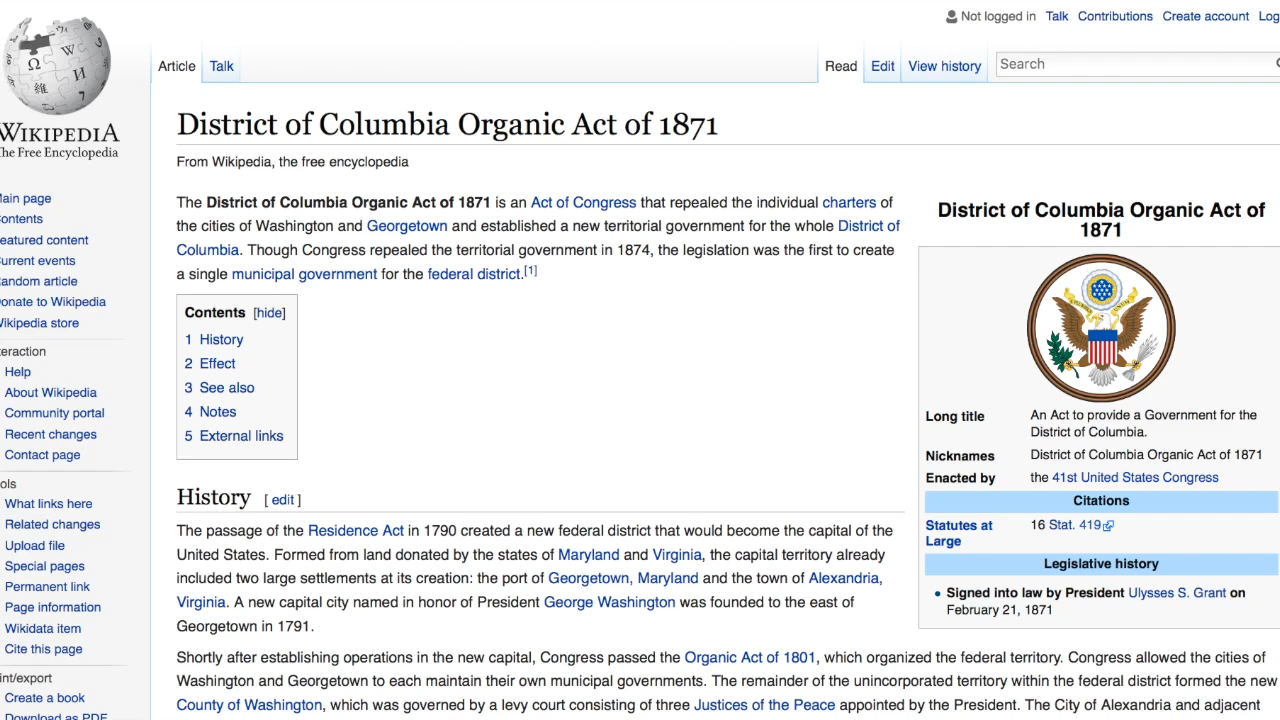 Not logged in Talk Contributions Create account Log
Article Talk Read Edit View history Search
WIKIPEDIA
The Free Encyclopedia
District of Columbia Organic Act of 1871
From Wikipedia, the free encyclopedia
The District of Columbia Organic Act of 1871 is an Act of Congress that repealed the individual charters of
the cities of Washington and Georgetown and established a new territorial government for the whole District of
Columbia. Though Congress repealed the territorial government in 1874, the legislation was the first to create
a single municipal government for the federal district.[1]
Contents [hide]
1 History
2 Effect
3 See also
4 Notes
5 External links
History [ edit ]
The passage of the Residence Act in 1790 created a new federal district that would become the capital of the
United States. Formed from land donated by the states of Maryland and Virginia, the capital territory already
included two large settlements at its creation: the port of Georgetown, Maryland and the town of Alexandria,
Virginia. A new capital city named in honor of President George Washington was founded to the east of
Georgetown in 1791.
Shortly after establishing operations in the new capital, Congress passed the Organic Act of 1801, which organized the federal territory. Congress allowed the cities of
Washington and Georgetown to each maintain their own municipal governments. The remainder of the unincorporated territory within the federal district formed the new
County of Washington, which was governed by a levy court consisting of three Justices of the Peace appointed by the President. The City of Alexandria and adjacent
District of Columbia Organic Act of
1871
Long title An Act to provide a Government for the
District of Columbia.
Nicknames District of Columbia Organic Act of 1871
Enacted by the 41st United States Congress
Citations
Statutes at 16 Stat. 419
Large
Legislative history
• Signed into law by President Ulysses S. Grant on
February 21, 1871
ain page
ontents
eatured content
urrent events
andom article
onate to Wikipedia
ikipedia store
teraction
Help
About Wikipedia
Community portal
Recent changes
Contact page
ols
What links here
Related changes
Upload file
Special pages
Permanent link
Page information
Wikidata item
Cite this page
int/export
Create a book
Download as PDF